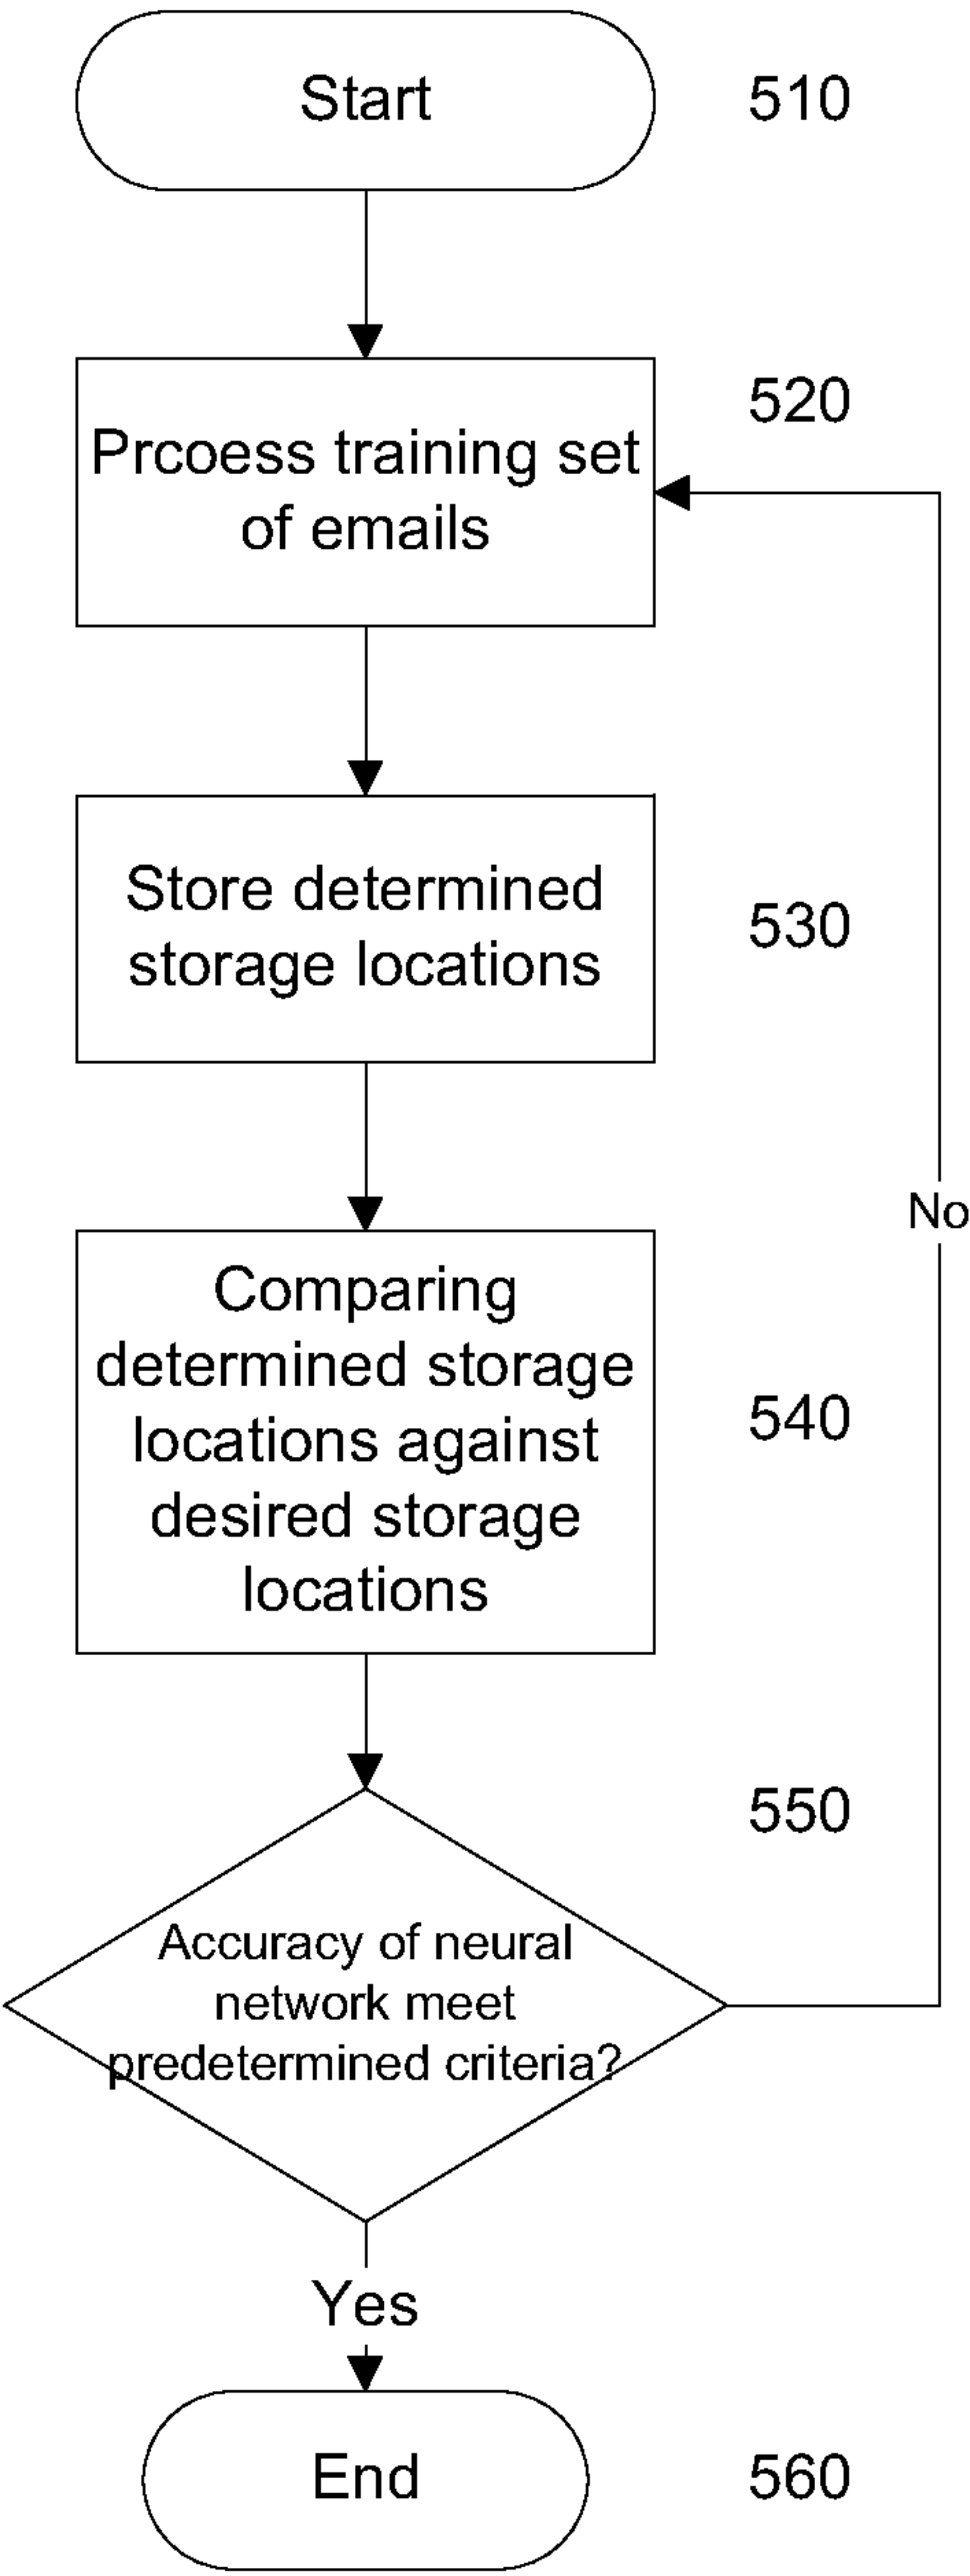 Start
510
520
Prcoess training set
of emails
Store determined
storage locations
530
No
Comparing
determined storage
locations against
desired storage
locations
540
550
Accuracy of neural
network meet
predetermined criteria?
Yes
End
560